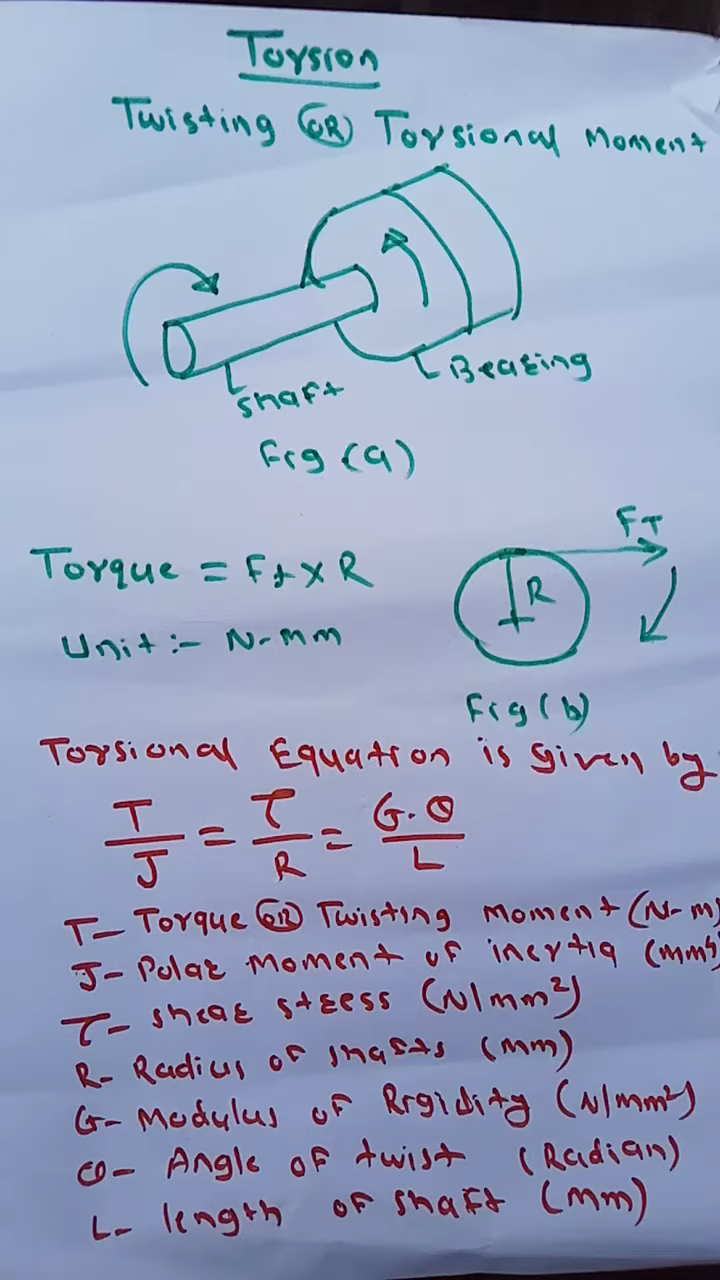 Torsion
Twisting OR Torsional Moment
shaft
Bearing
Fig (a)
Torque = Ft × R
FT
R
Unit :- N-mm
Fig (b)
Torsional Equation is given by
T/J = τ/R = G.θ/L
T- Torque OR Twisting moment (N-m
J- Polar moment of inertia (mm4
τ- shear stress (N/mm²)
R- Radius of shafts (mm)
G- Modulus of Rigidity (N/mm²)
θ- Angle of twist (Radian)
L- length of shaft (mm)